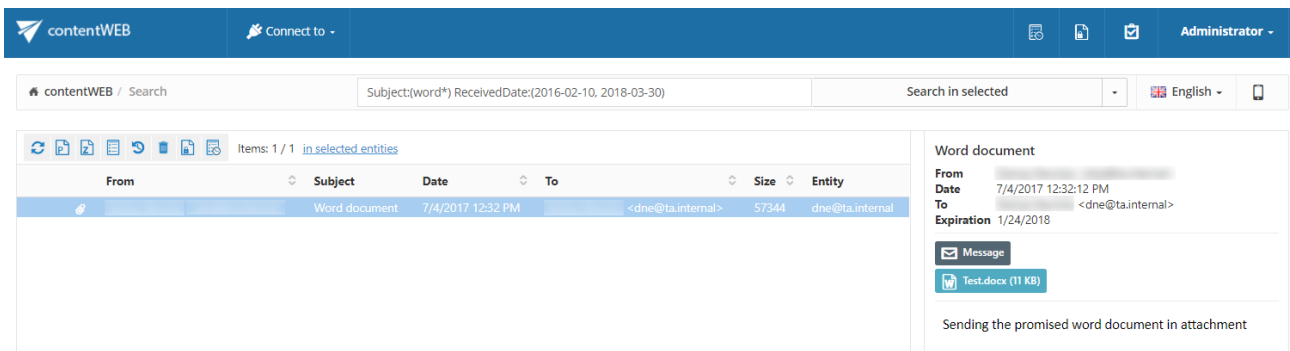 contentWEB Connect to Administrator
contentWEB / Search Subject:(word*) ReceivedDate:(2016-02-10, 2018-03-30) Search in selected English
P Z Items: 1 / 1 in selected entities
From Subject Date To Size Entity
Word document 7/4/2017 12:32 PM <dne@ta.internal> 57344 dne@ta.internal
Word document
From
Date 7/4/2017 12:32:12 PM
To <dne@ta.internal>
Expiration 1/24/2018
Message
W Test.docx (11 KB)
Sending the promised word document in attachment